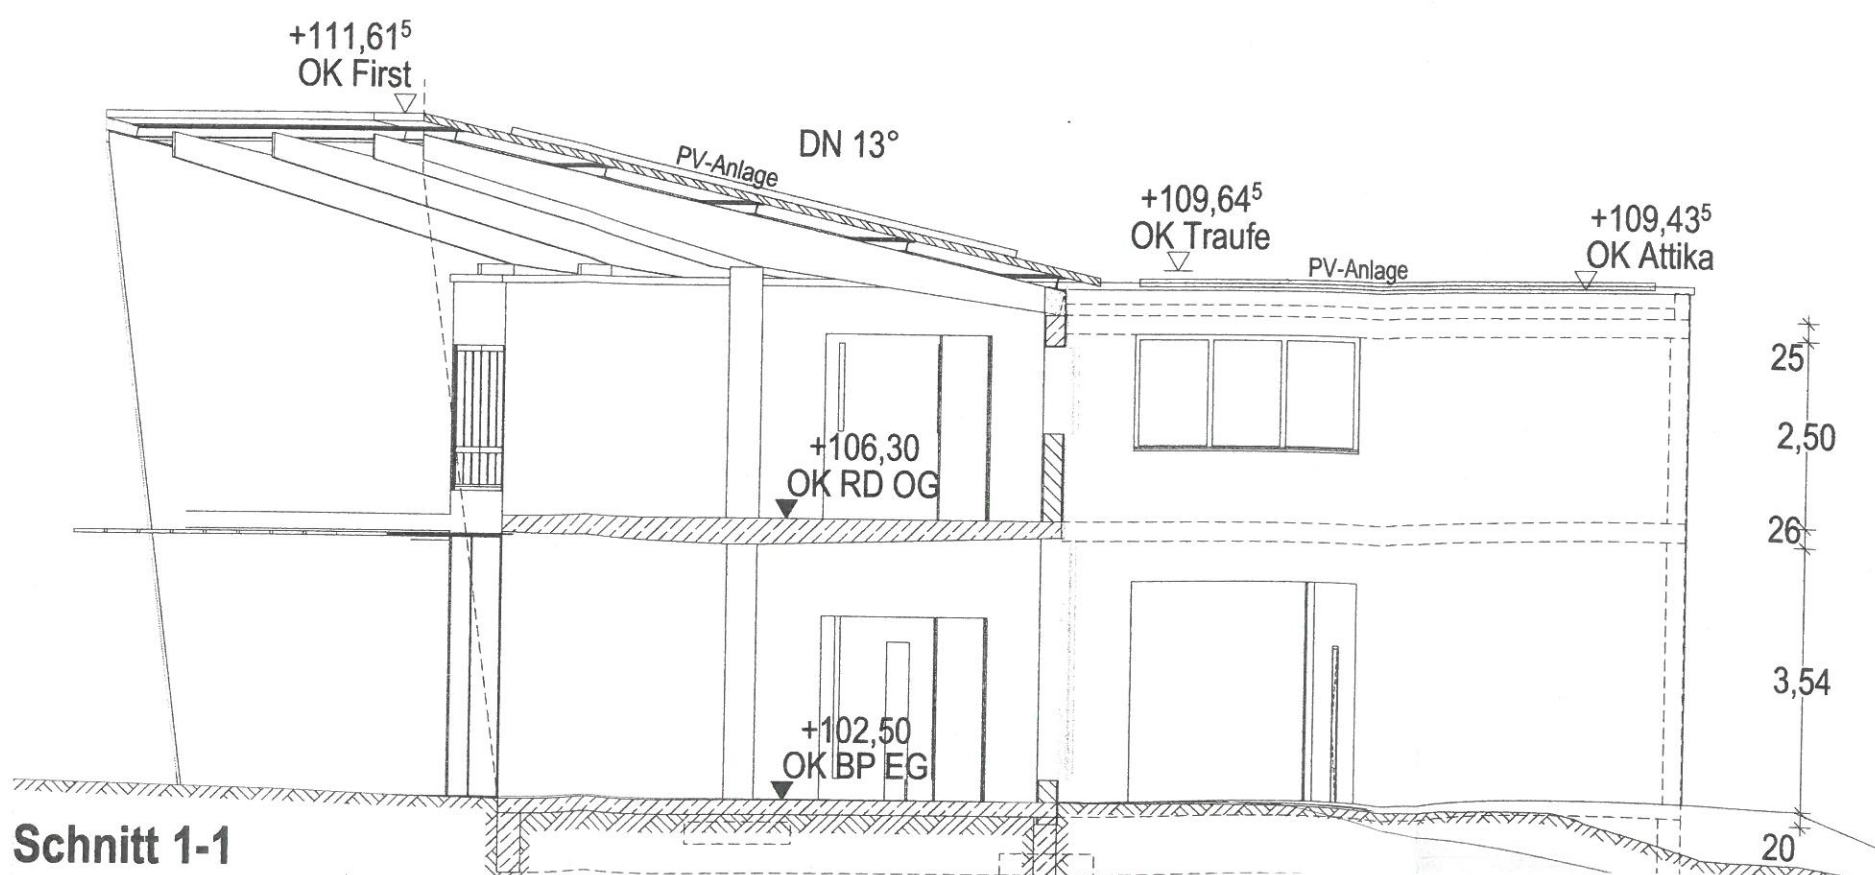 +111,61⁵
OK First
DN 13°
PV-Anlage
+109,64⁵
OK Traufe
+109,43⁵
OK Attika
PV-Anlage
25
2,50
+106,30
OK RD OG
26
3,54
+102,50
OK BP EG
20
Schnitt 1-1